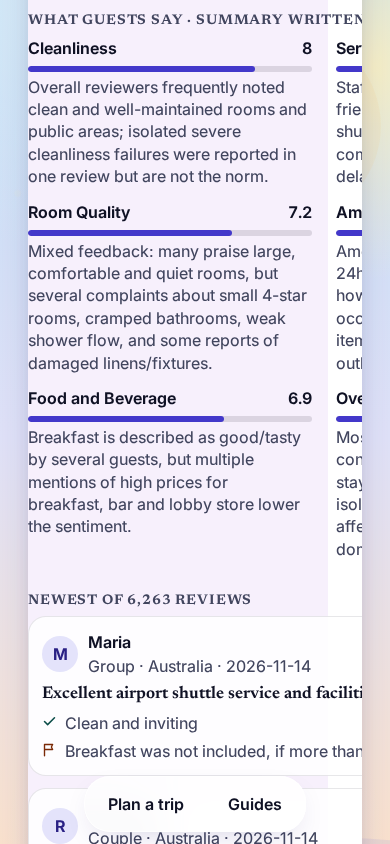 WHAT GUESTS SAY · SUMMARY WRITTEN
Cleanliness 8
Overall reviewers frequently noted
clean and well-maintained rooms and
public areas; isolated severe
cleanliness failures were reported in
one review but are not the norm.
Room Quality 7.2
Mixed feedback: many praise large,
comfortable and quiet rooms, but
several complaints about small 4-star
rooms, cramped bathrooms, weak
shower flow, and some reports of
damaged linens/fixtures.
Food and Beverage 6.9
Breakfast is described as good/tasty
by several guests, but multiple
mentions of high prices for
breakfast, bar and lobby store lower
the sentiment.
NEWEST OF 6,263 REVIEWS
M
Maria
Group · Australia · 2026-11-14
Excellent airport shuttle service and
Clean and inviting
Breakfast was not included, if more than
R
Couple · Australia · 2026-11-14
Plan a trip Guides